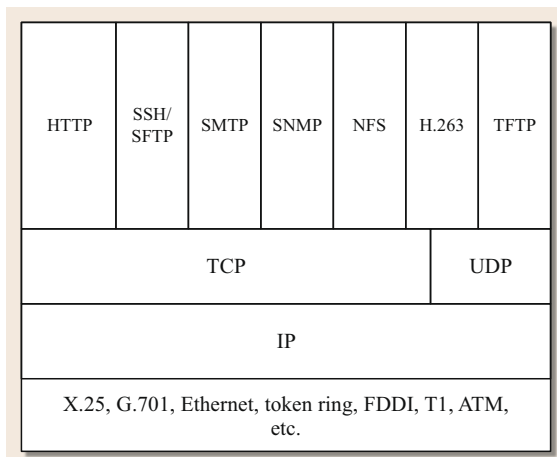 HTTP
SSH/
SFTP
SMTP
SNMP
NFS
H.263
TFTP
TCP
UDP
IP
X.25, G.701, Ethernet, token ring, FDDI, T1, ATM,
etc.